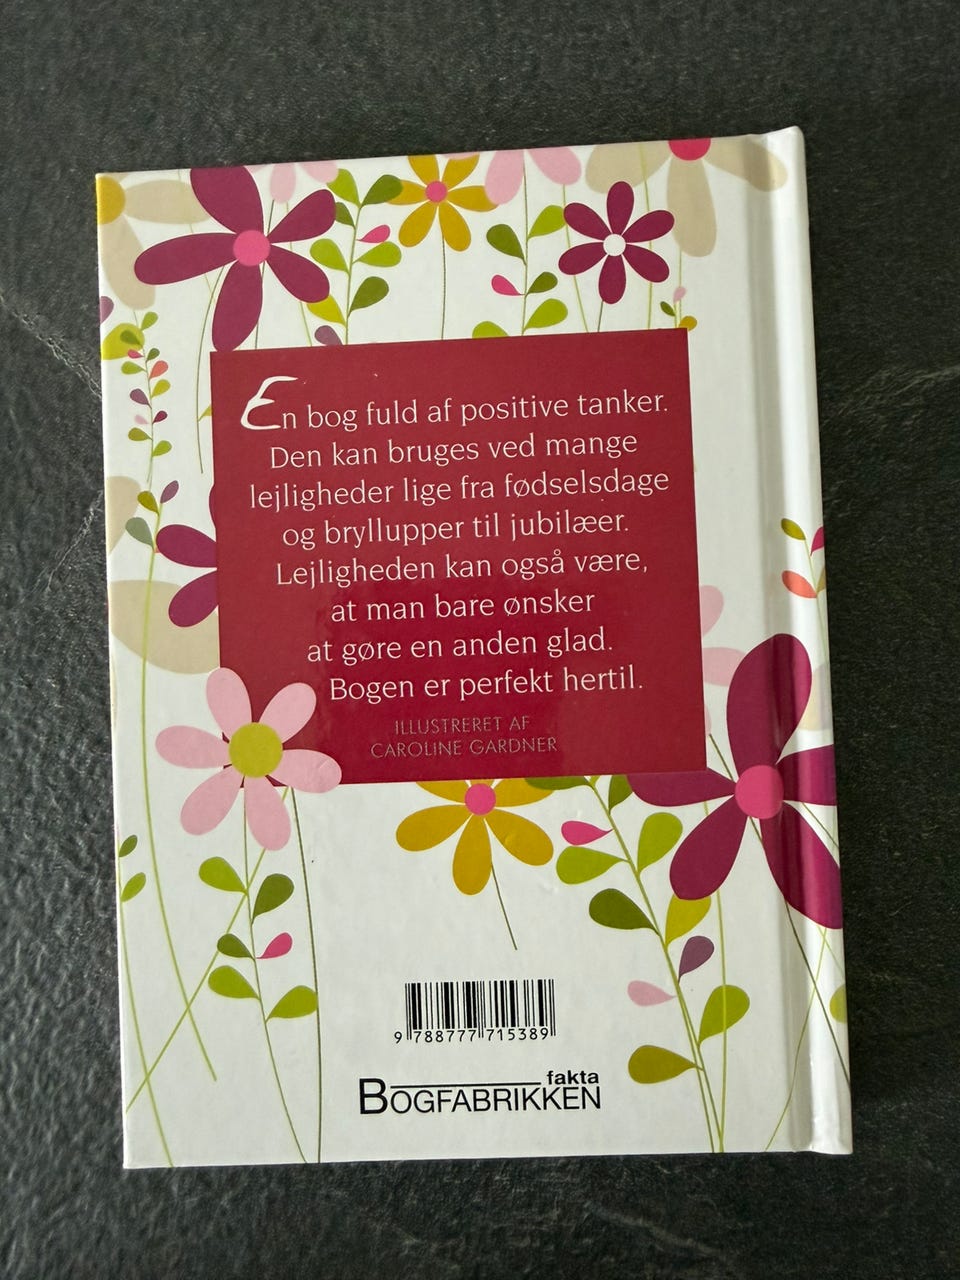 En bog fuld af positive tanker.
Den kan bruges ved mange
lejligheder lige fra fødselsdage
og bryllupper til jubilæer.
Lejligheden kan også være,
at man bare ønsker
at gøre en anden glad.
Bogen er perfekt hertil.
ILLUSTRERET AF
CAROLINE GARDNER
9 788777 715389
fakta
BOGFABRIKKEN